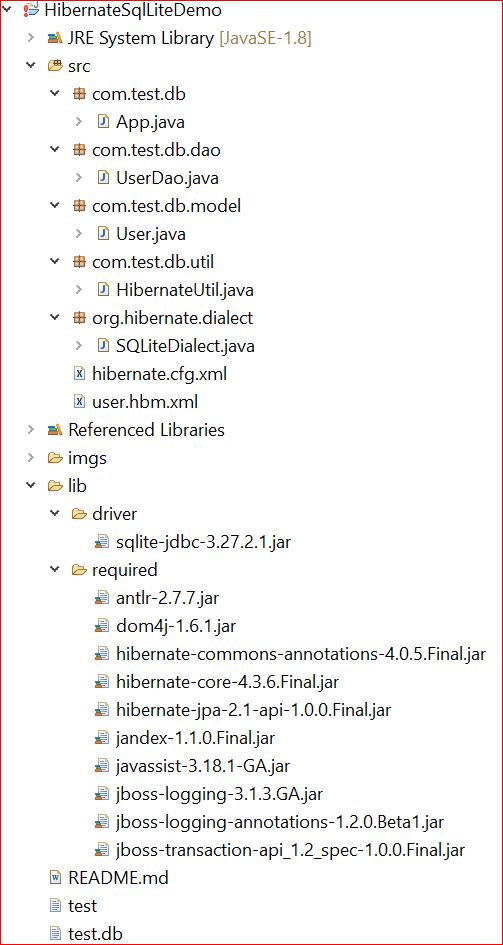 HibernateSqlLiteDemo
JRE System Library [JavaSE-1.8]
src
com.test.db
App.java
com.test.db.dao
UserDao.java
com.test.db.model
User.java
com.test.db.util
HibernateUtil.java
org.hibernate.dialect
SQLiteDialect.java
hibernate.cfg.xml
user.hbm.xml
Referenced Libraries
imgs
lib
driver
sqlite-jdbc-3.27.2.1.jar
required
antlr-2.7.7.jar
dom4j-1.6.1.jar
hibernate-commons-annotations-4.0.5.Final.jar
hibernate-core-4.3.6.Final.jar
hibernate-jpa-2.1-api-1.0.0.Final.jar
jandex-1.1.0.Final.jar
javassist-3.18.1-GA.jar
jboss-logging-3.1.3.GA.jar
jboss-logging-annotations-1.2.0.Beta1.jar
jboss-transaction-api_1.2_spec-1.0.0.Final.jar
README.md
test
test.db